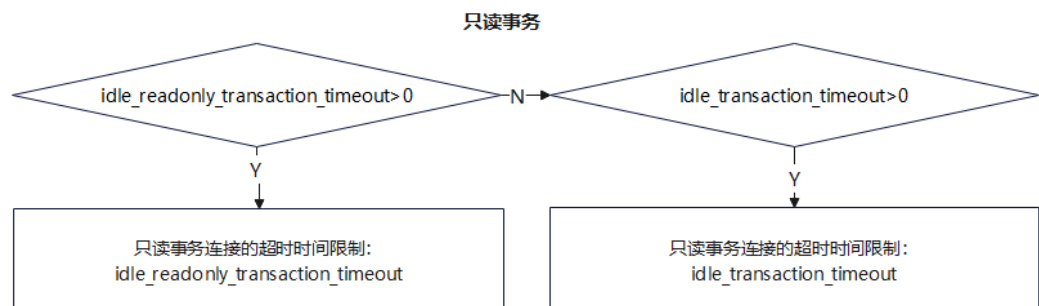 只读事务
idle_readonly_transaction_timeout>0
N
idle_transaction_timeout>0
Y
Y
只读事务连接的超时时间限制：
idle_readonly_transaction_timeout
只读事务连接的超时时间限制：
idle_transaction_timeout